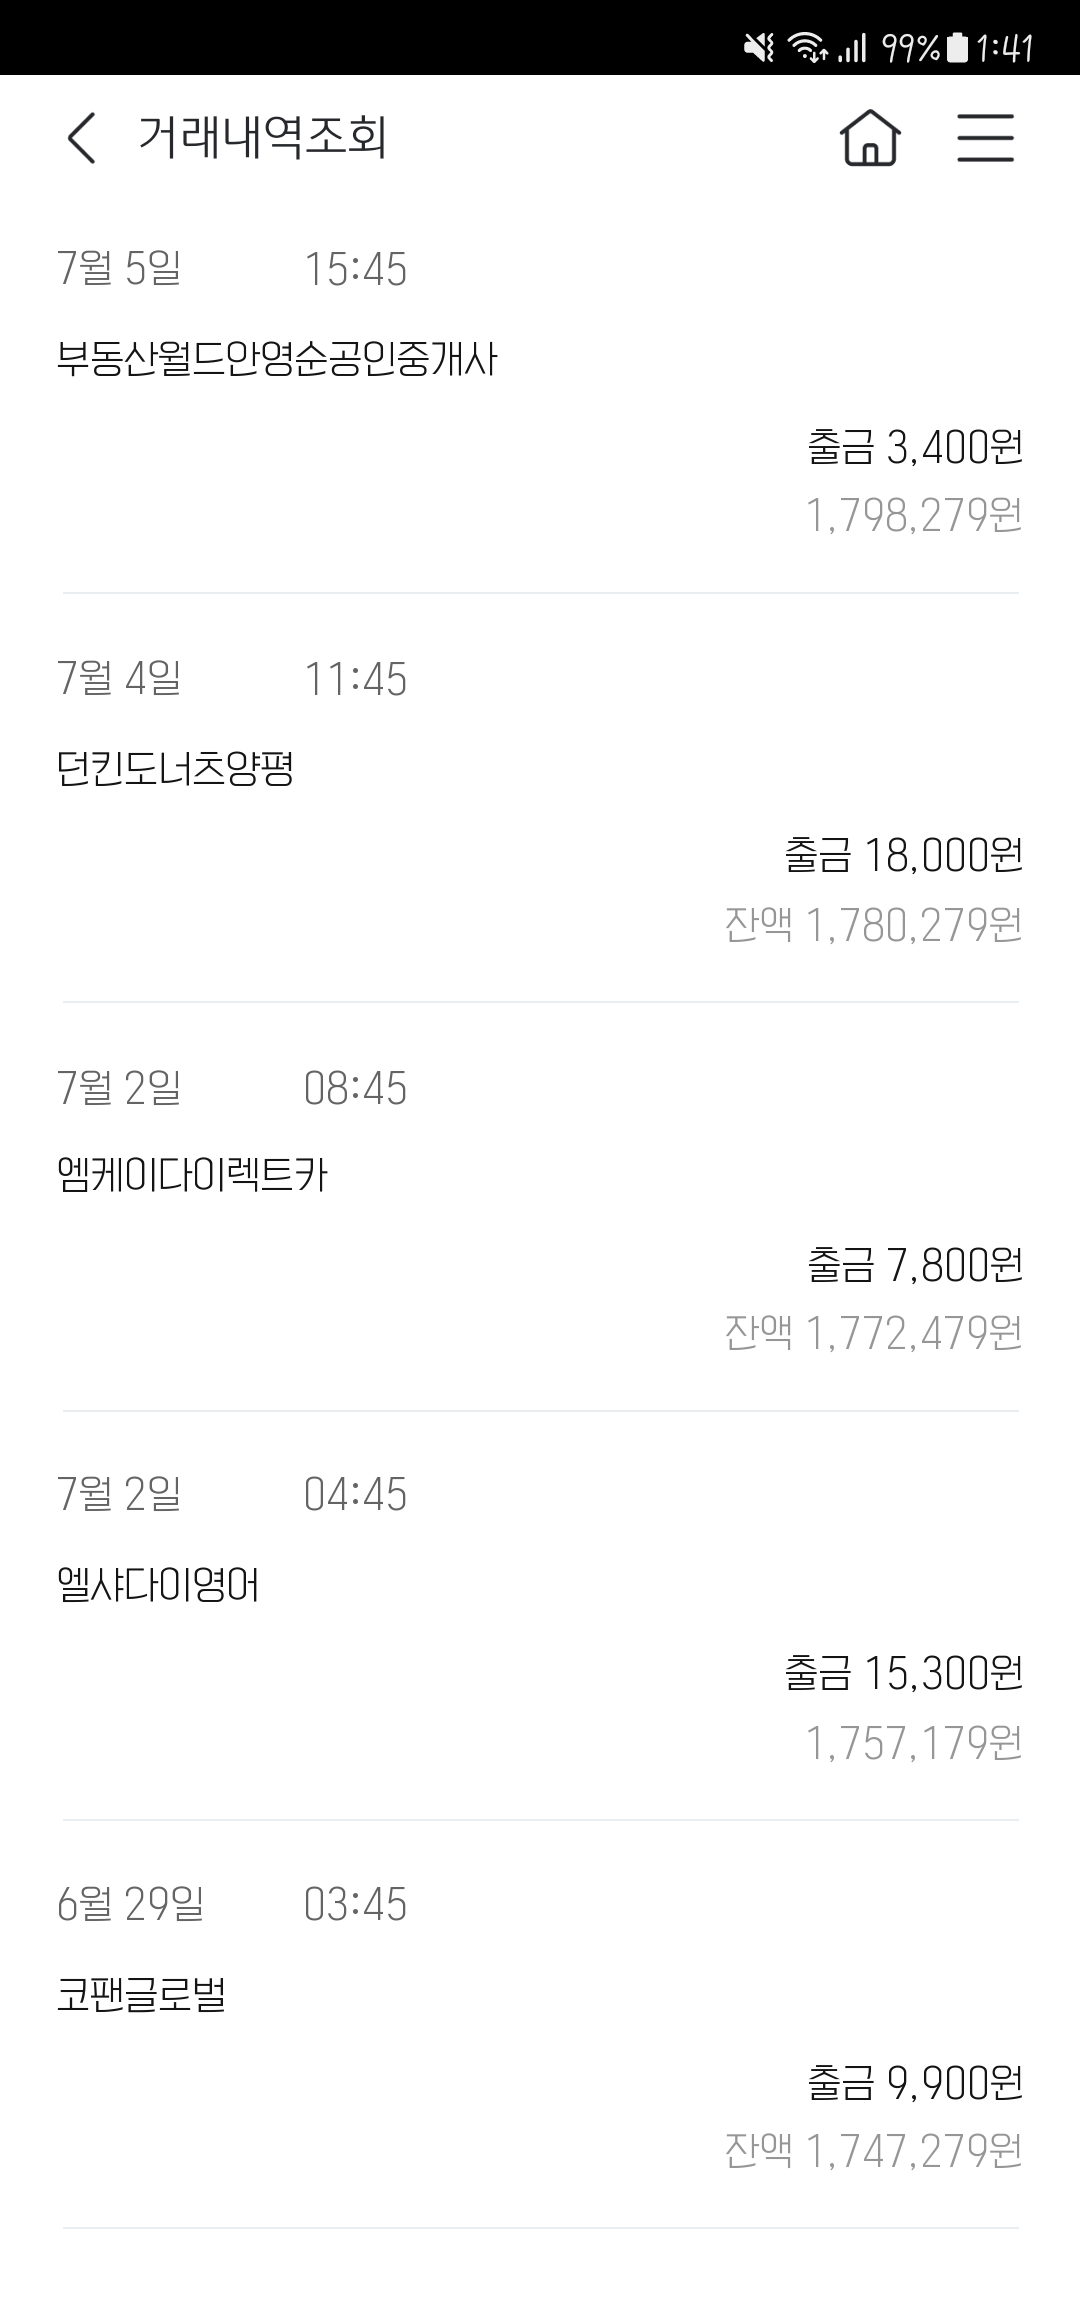 99% 1:41
거래내역조회
7월 5일 15:45
부동산월드안영순공인중개사
출금 3,400원
1,798,279원
7월 4일 11:45
던킨도너츠양평
출금 18,000원
잔액 1,780,279원
7월 2일 08:45
엠케이다이렉트카
출금 7,800원
잔액 1,772,479원
7월 2일 04:45
엘샤다이영어
출금 15,300원
1,757,179원
6월 29일 03:45
코팬글로벌
출금 9,900원
잔액 1,747,279원